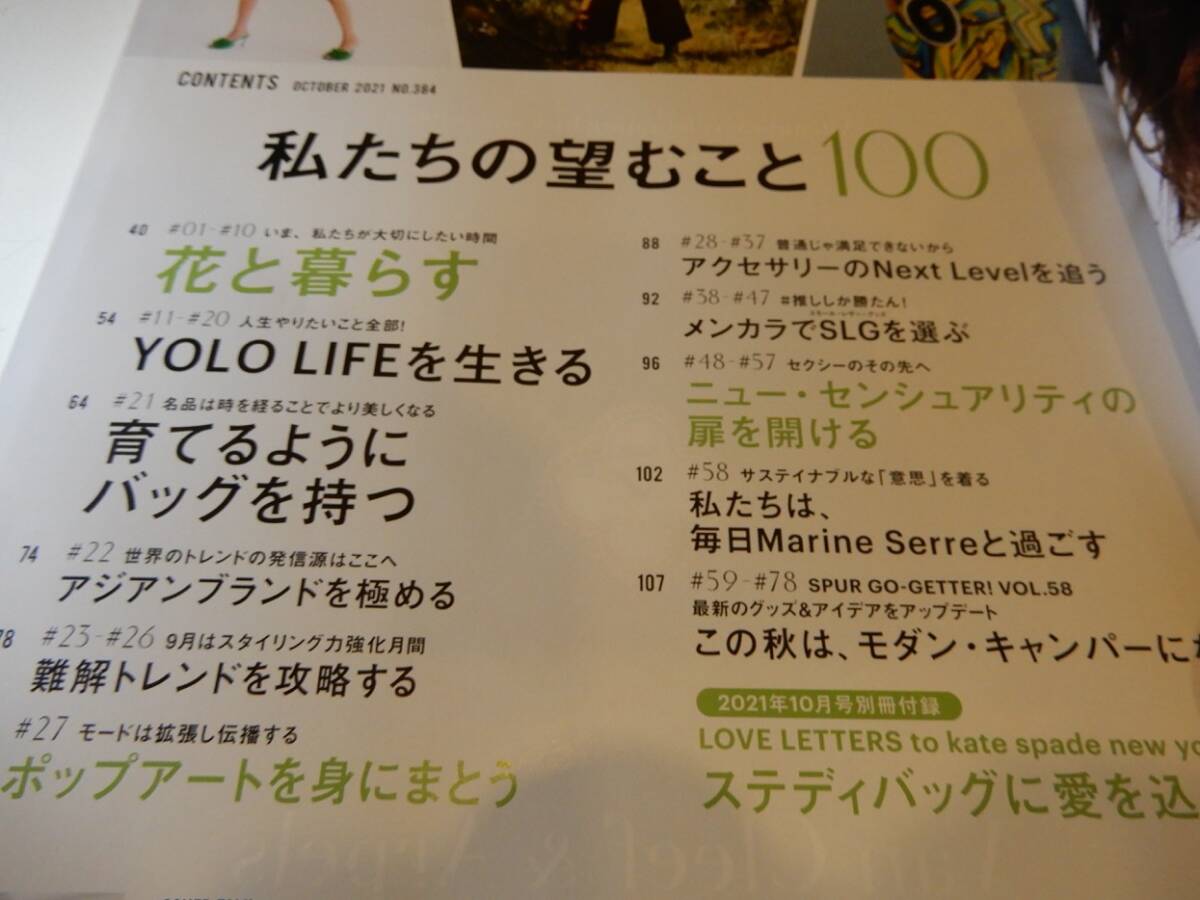 CONTENTS OCTOBER 2021 NO.384
私たちの望むこと100
40 #01-#10 いま、私たちが大切にしたい時間
花と暮らす
54 #11-#20 人生やりたいこと全部!
YOLO LIFEを生きる
64 #21 名品は時を経ることでより美しくなる
育てるように
バッグを持つ
74 #22 世界のトレンドの発信源はここへ
アジアンブランドを極める
78 #23-#26 9月はスタイリング力強化月間
難解トレンドを攻略する
#27 モードは拡張し伝播する
ポップアートを身にまとう
88 #28-#37 普通じゃ満足できないから
アクセサリーのNext Levelを追う
92 #38-#47 #推ししか勝たん!
スモール・レザー・グッズ
メンカラでSLGを選ぶ
96 #48-#57 セクシーのその先へ
ニュー・センシュアリティの
扉を開ける
102 #58 サステイナブルな「意思」を着る
私たちは、
毎日Marine Serreと過ごす
107 #59-#78 SPUR GO-GETTER! VOL.58
最新のグッズ&アイデアをアップデート
この秋は、モダン・キャンパーに
2021年10月号別冊付録
LOVE LETTERS to kate spade new yo
ステディバッグに愛を込